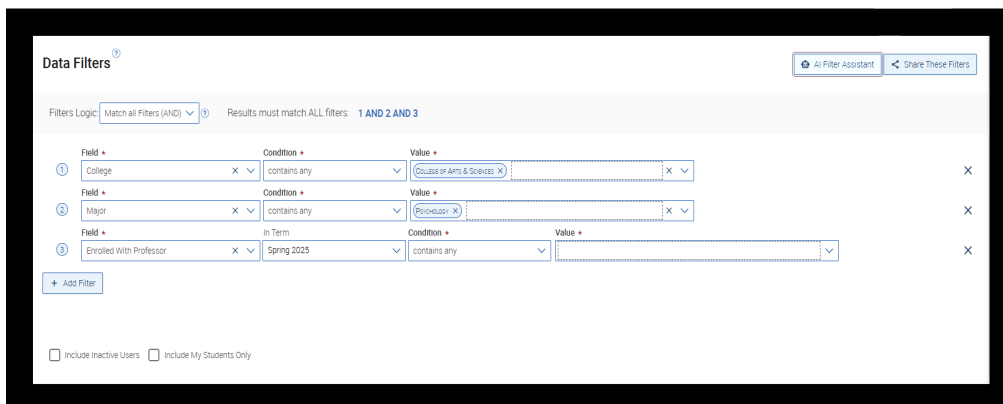 Data Filters ?
AI Filter Assistant Share These Filters
Filters Logic: Match all Filters (AND) ? Results must match ALL filters: 1 AND 2 AND 3
Field * Condition * Value *
1 College contains any College of Arts & Sciences
Field * Condition * Value *
2 Major contains any Psychology
Field * In Term Condition * Value *
3 Enrolled With Professor Spring 2025 contains any
+ Add Filter
Include Inactive Users Include My Students Only